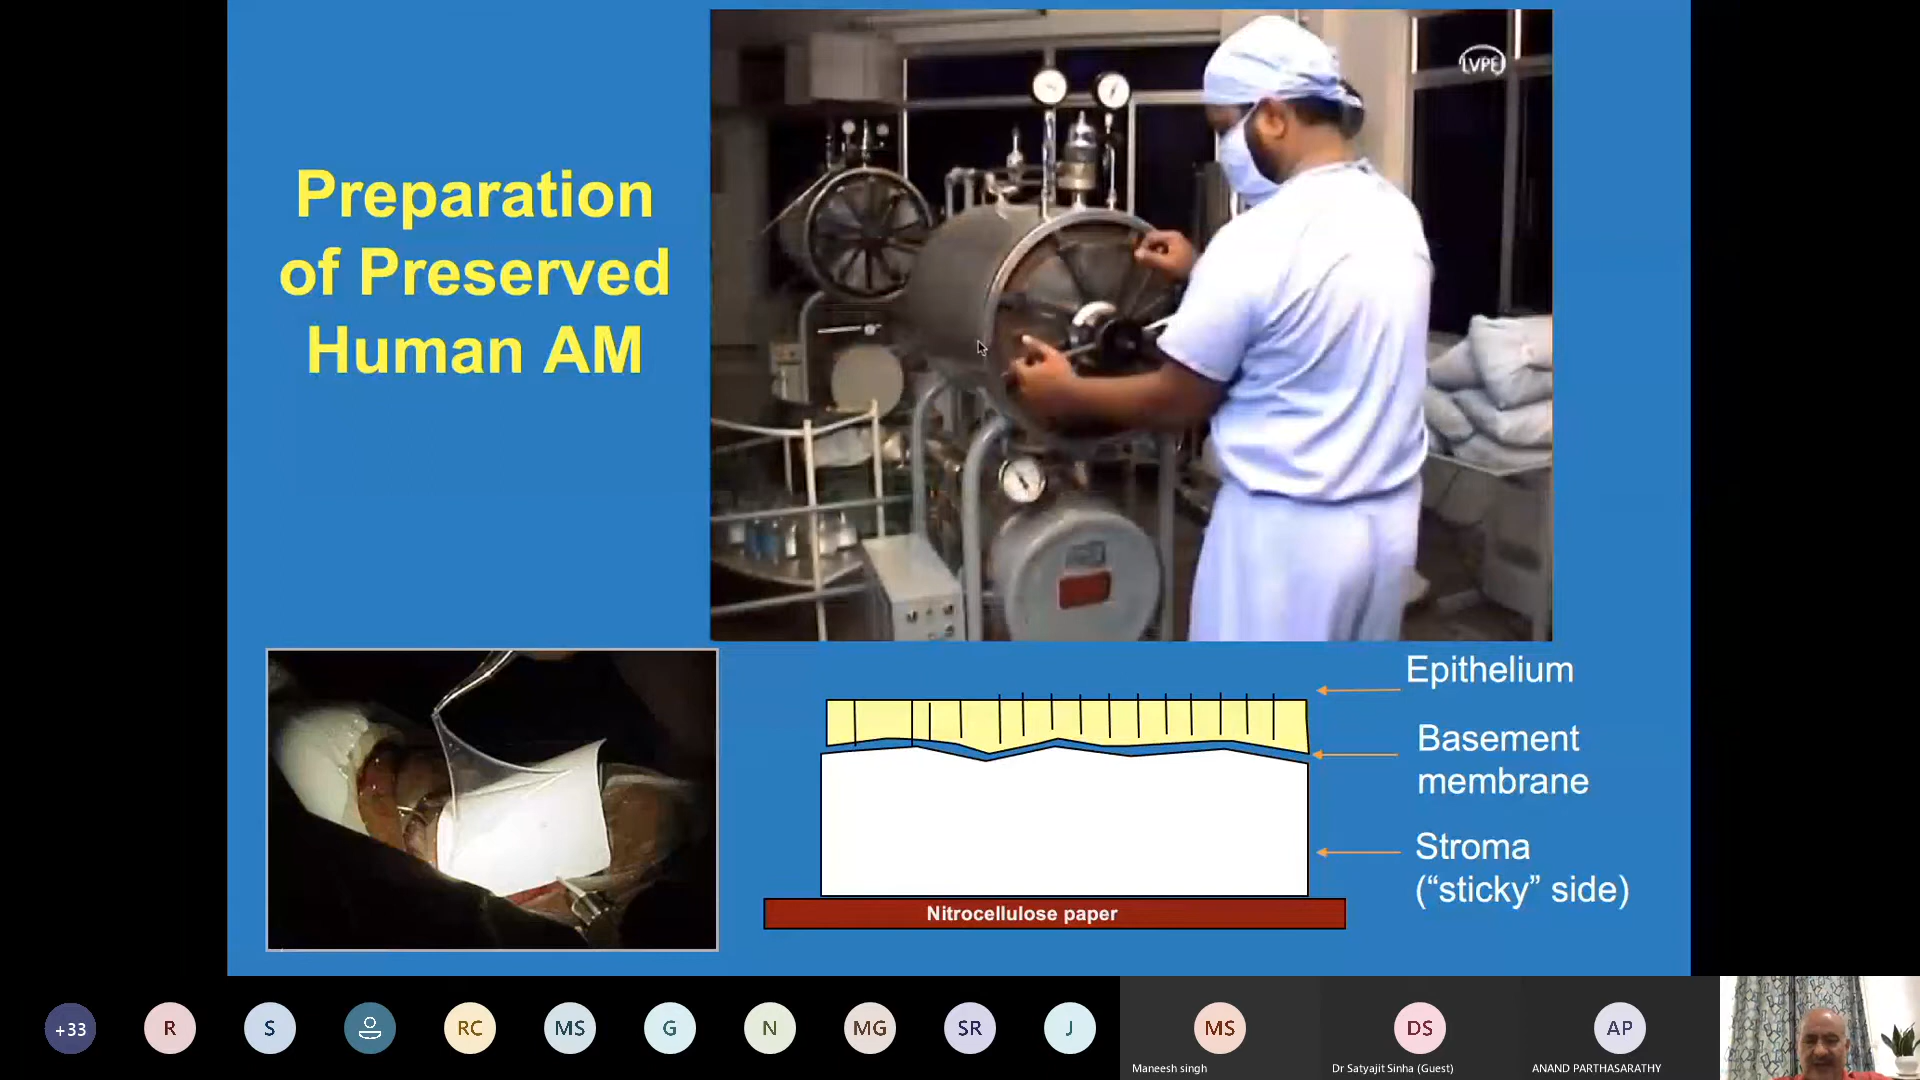 Preparation
of Preserved
Human AM
LVPEI
Epithelium
Basement
membrane
Stroma
(“sticky” side)
Nitrocellulose paper
+33
R
S
RC
MS
G
N
MG
SR
J
MS
Maneesh singh
DS
Dr Satyajit Sinha (Guest)
AP
ANAND PARTHASARATHY